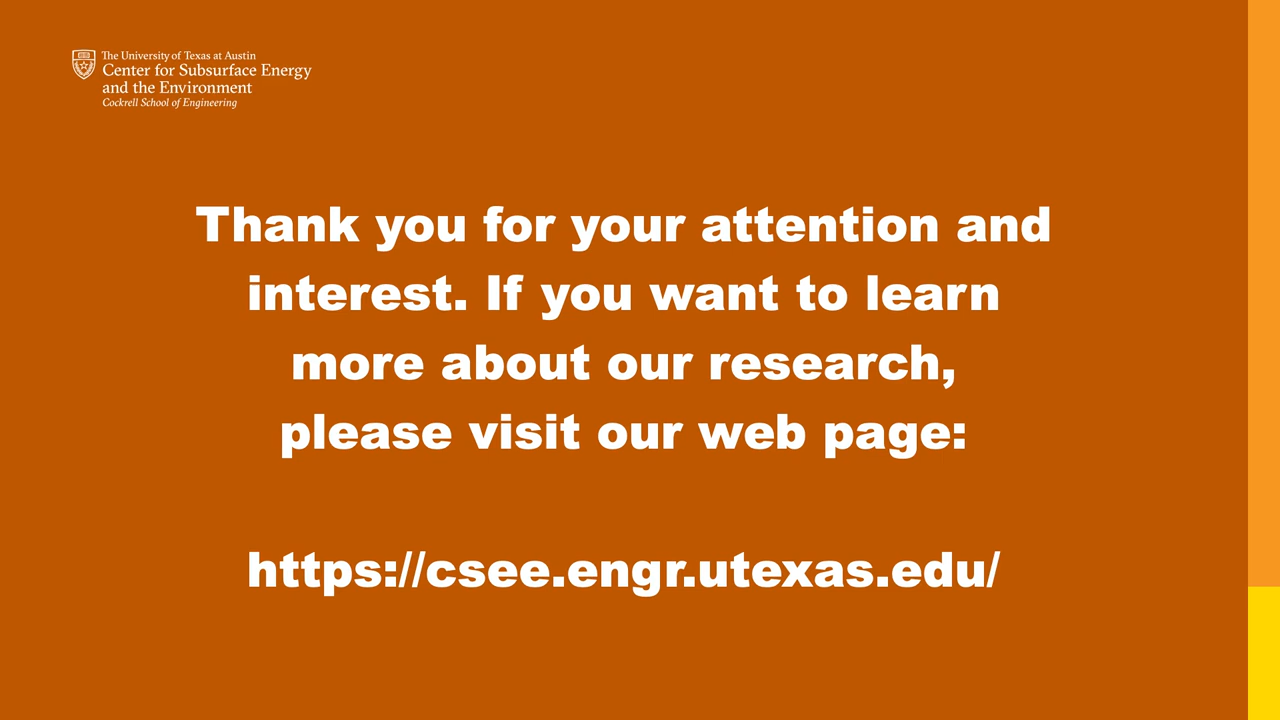 The University of Texas at Austin
Center for Subsurface Energy
and the Environment
Cockrell School of Engineering
Thank you for your attention and
interest. If you want to learn
more about our research,
please visit our web page:
https://csee.engr.utexas.edu/